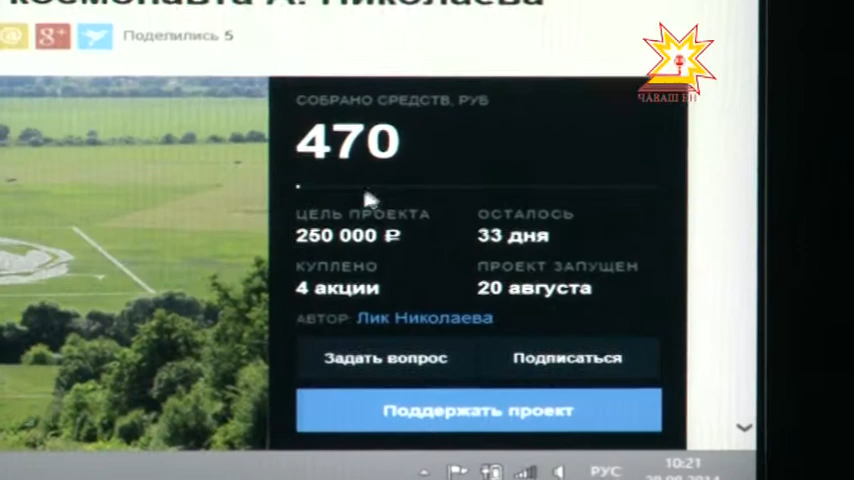 космонавта А. Николаева
Поделились 5
ЧӐВАШ ЕН
СОБРАНО СРЕДСТВ, РУБ
470
ЦЕЛЬ ПРОЕКТА
ОСТАЛОСЬ
250 000 ₽
33 дня
КУПЛЕНО
ПРОЕКТ ЗАПУЩЕН
4 акции
20 августа
АВТОР: Лик Николаева
Задать вопрос
Подписаться
Поддержать проект
РУС
10:21